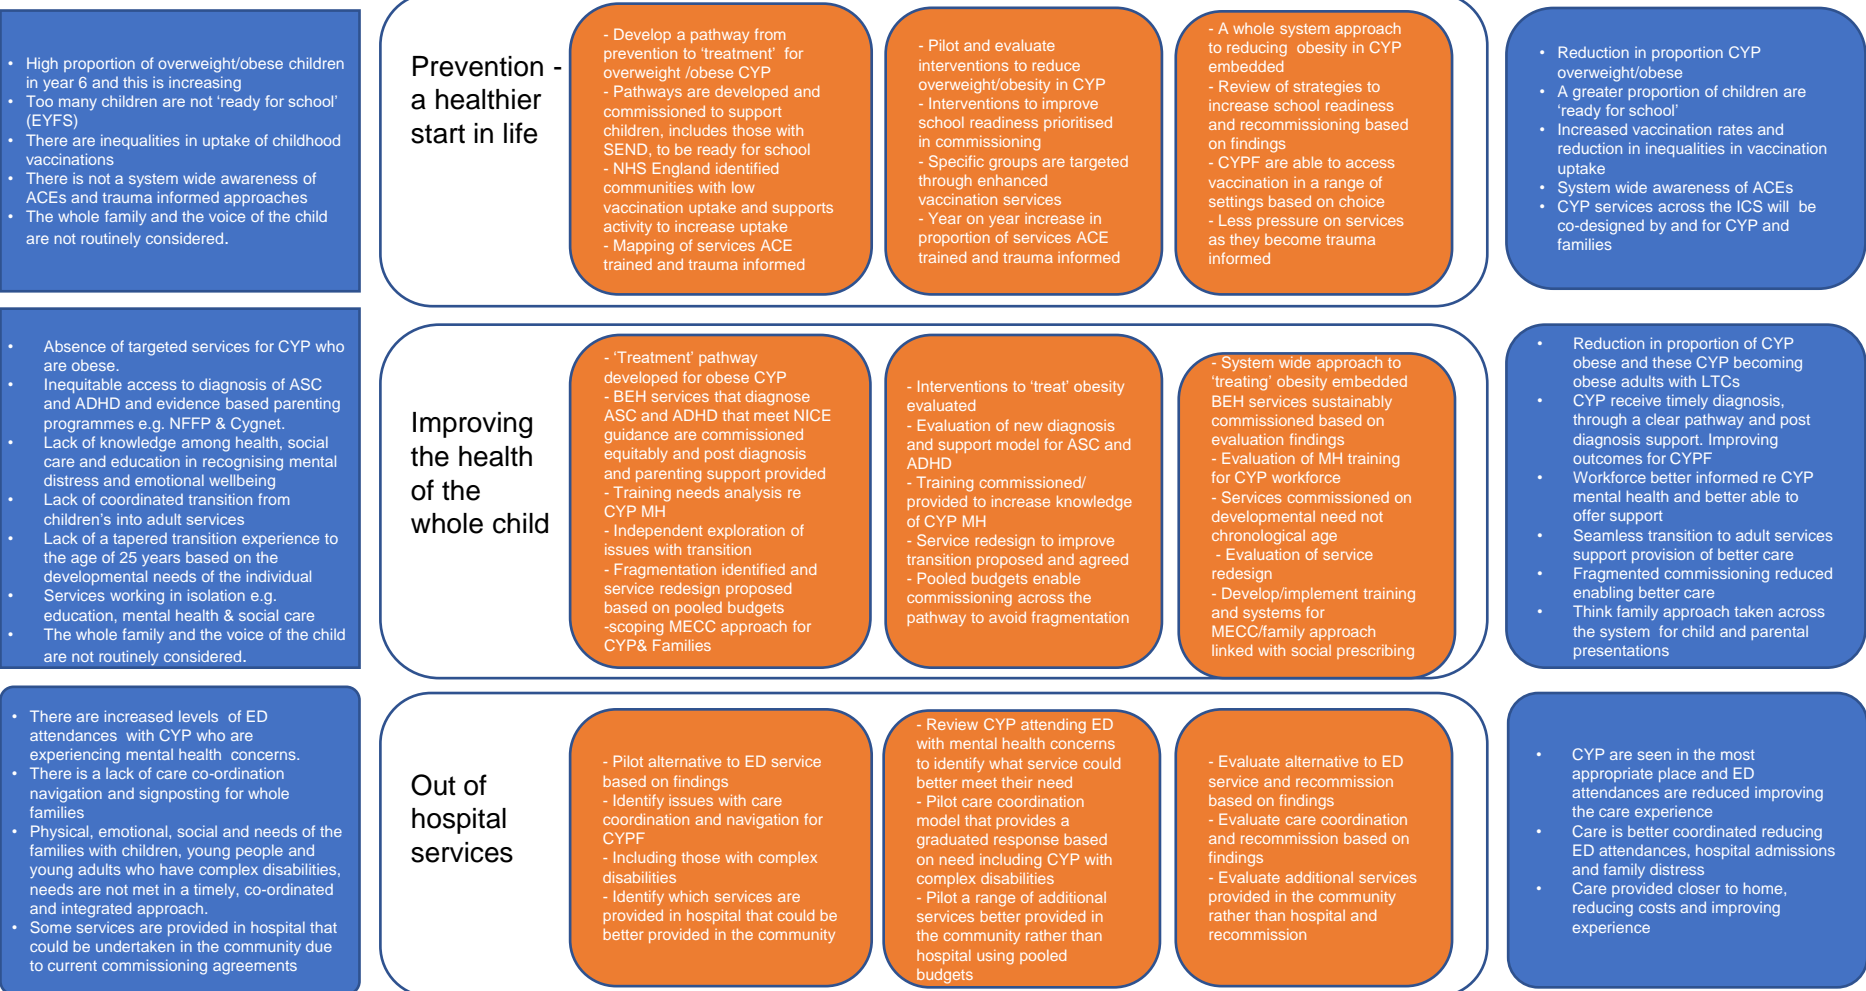 • High proportion of overweight/obese children
in year 6 and this is increasing
• Too many children are not ‘ready for school’
(EYFS)
• There are inequalities in uptake of childhood
vaccinations
• There is not a system wide awareness of
ACEs and trauma informed approaches
• The whole family and the voice of the child
are not routinely considered.
Prevention -
a healthier
start in life
- Develop a pathway from
prevention to ‘treatment’ for
overweight /obese CYP
- Pathways are developed and
commissioned to support
children, includes those with
SEND, to be ready for school
- NHS England identified
communities with low
vaccination uptake and supports
activity to increase uptake
- Mapping of services ACE
trained and trauma informed
- Pilot and evaluate
interventions to reduce
overweight/obesity in CYP
- Interventions to improve
school readiness prioritised
in commissioning
- Specific groups are targeted
through enhanced
vaccination services
- Year on year increase in
proportion of services ACE
trained and trauma informed
- A whole system approach
to reducing obesity in CYP
embedded
- Review of strategies to
increase school readiness
and recommissioning based
on findings
- CYPF are able to access
vaccination in a range of
settings based on choice
- Less pressure on services
as they become trauma
informed
• Reduction in proportion CYP
overweight/obese
• A greater proportion of children are
‘ready for school’
• Increased vaccination rates and
reduction in inequalities in vaccination
uptake
• System wide awareness of ACEs
• CYP services across the ICS will be
co-designed by and for CYP and
families
• Absence of targeted services for CYP who
are obese.
• Inequitable access to diagnosis of ASC
and ADHD and evidence based parenting
programmes e.g. NFFP & Cygnet.
• Lack of knowledge among health, social
care and education in recognising mental
distress and emotional wellbeing
• Lack of coordinated transition from
children’s into adult services
• Lack of a tapered transition experience to
the age of 25 years based on the
developmental needs of the individual
• Services working in isolation e.g.
education, mental health & social care
• The whole family and the voice of the child
are not routinely considered.
Improving
the health
of the
whole child
- ‘Treatment’ pathway
developed for obese CYP
- BEH services that diagnose
ASC and ADHD that meet NICE
guidance are commissioned
equitably and post diagnosis
and parenting support provided
- Training needs analysis re
CYP MH
- Independent exploration of
issues with transition
- Fragmentation identified and
service redesign proposed
based on pooled budgets
-scoping MECC approach for
CYP& Families
- Interventions to ‘treat’ obesity
evaluated
- Evaluation of new diagnosis
and support model for ASC and
ADHD
- Training commissioned/
provided to increase knowledge
of CYP MH
- Service redesign to improve
transition proposed and agreed
- Pooled budgets enable
commissioning across the
pathway to avoid fragmentation
- System wide approach to
‘treating’ obesity embedded
BEH services sustainably
commissioned based on
evaluation findings
- Evaluation of MH training
for CYP workforce
- Services commissioned on
developmental need not
chronological age
- Evaluation of service
redesign
- Develop/implement training
and systems for
MECC/family approach
linked with social prescribing
• Reduction in proportion of CYP
obese and these CYP becoming
obese adults with LTCs
• CYP receive timely diagnosis,
through a clear pathway and post
diagnosis support. Improving
outcomes for CYPF
• Workforce better informed re CYP
mental health and better able to
offer support
• Seamless transition to adult services
support provision of better care
• Fragmented commissioning reduced
enabling better care
• Think family approach taken across
the system for child and parental
presentations
• There are increased levels of ED
attendances with CYP who are
experiencing mental health concerns.
• There is a lack of care co-ordination
navigation and signposting for whole
families
• Physical, emotional, social and needs of the
families with children, young people and
young adults who have complex disabilities,
needs are not met in a timely, co-ordinated
and integrated approach.
• Some services are provided in hospital that
could be undertaken in the community due
to current commissioning agreements
Out of
hospital
services
- Pilot alternative to ED service
based on findings
- Identify issues with care
coordination and navigation for
CYPF
- Including those with complex
disabilities
- Identify which services are
provided in hospital that could be
better provided in the community
- Review CYP attending ED
with mental health concerns
to identify what service could
better meet their need
- Pilot care coordination
model that provides a
graduated response based
on need including CYP with
complex disabilities
- Pilot a range of additional
services better provided in
the community rather than
hospital using pooled
budgets
- Evaluate alternative to ED
service and recommission
based on findings
- Evaluate care coordination
and recommission based on
findings
- Evaluate additional services
provided in the community
rather than hospital and
recommission
• CYP are seen in the most
appropriate place and ED
attendances are reduced improving
the care experience
• Care is better coordinated reducing
ED attendances, hospital admissions
and family distress
• Care provided closer to home,
reducing costs and improving
experience